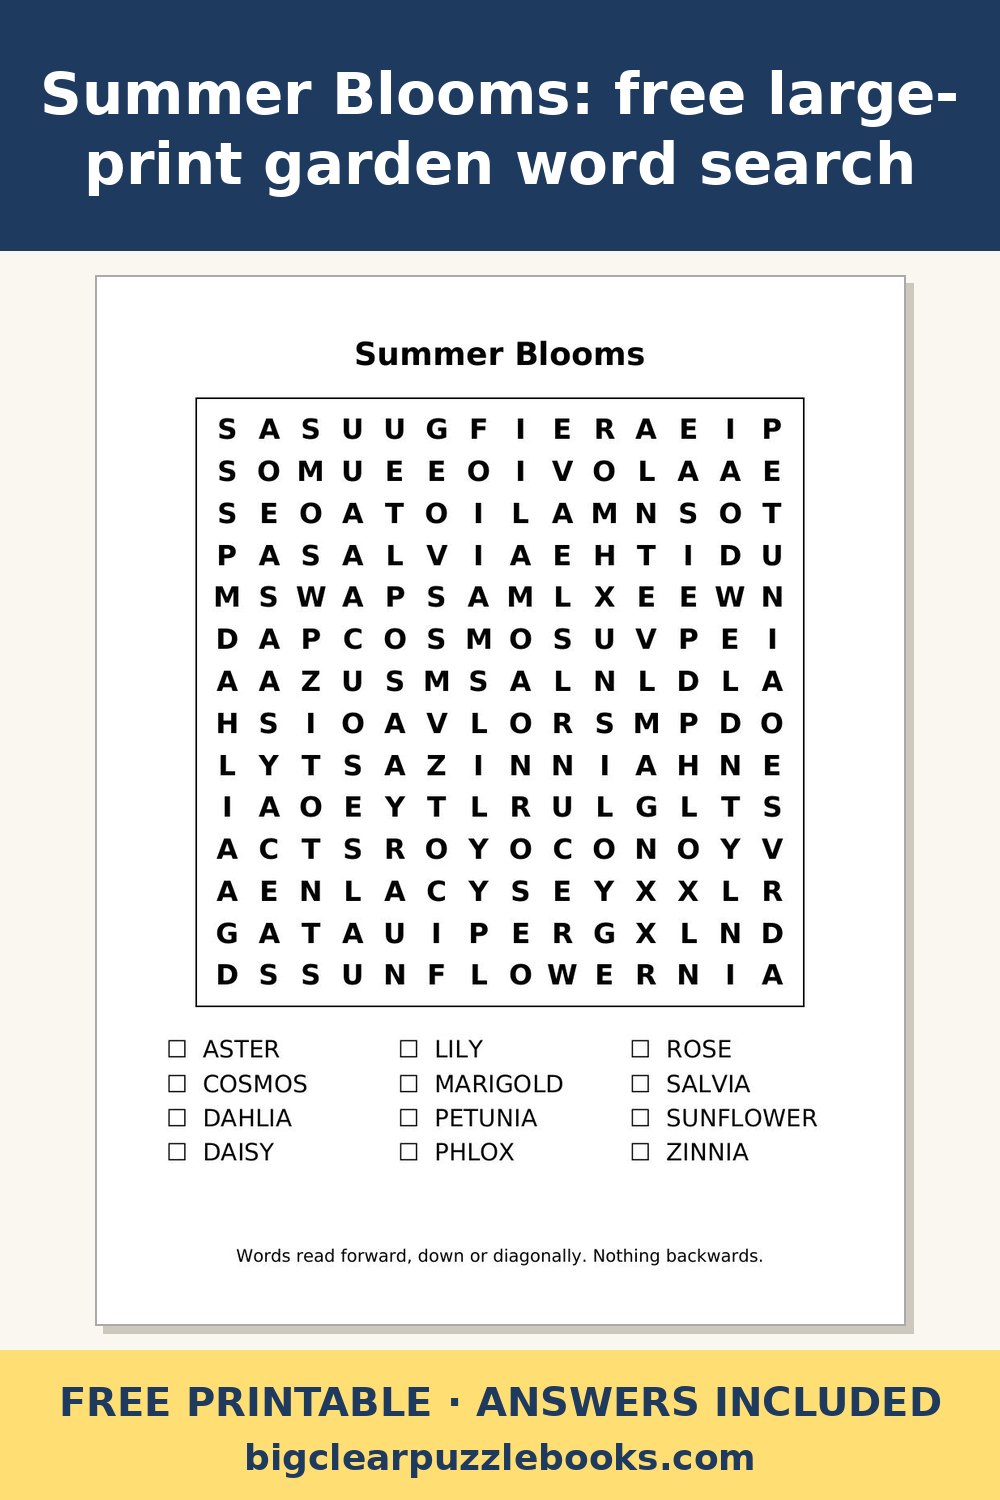 Summer Blooms: free large-
print garden word search
Summer Blooms
S A S U U G F I E R A E I P
S O M U E E O I V O L A A E
S E O A T O I L A M N S O T
P A S A L V I A E H T I D U
M S W A P S A M L X E E W N
D A P C O S M O S U V P E I
A A Z U S M S A L N L D L A
H S I O A V L O R S M P D O
L Y T S A Z I N N I A H N E
I A O E Y T L R U L G L T S
A C T S R O Y O C O N O Y V
A E N L A C Y S E Y X X L R
G A T A U I P E R G X L N D
D S S U N F L O W E R N I A
☐ ASTER ☐ LILY ☐ ROSE
☐ COSMOS ☐ MARIGOLD ☐ SALVIA
☐ DAHLIA ☐ PETUNIA ☐ SUNFLOWER
☐ DAISY ☐ PHLOX ☐ ZINNIA
Words read forward, down or diagonally. Nothing backwards.
FREE PRINTABLE · ANSWERS INCLUDED
bigclearpuzzlebooks.com